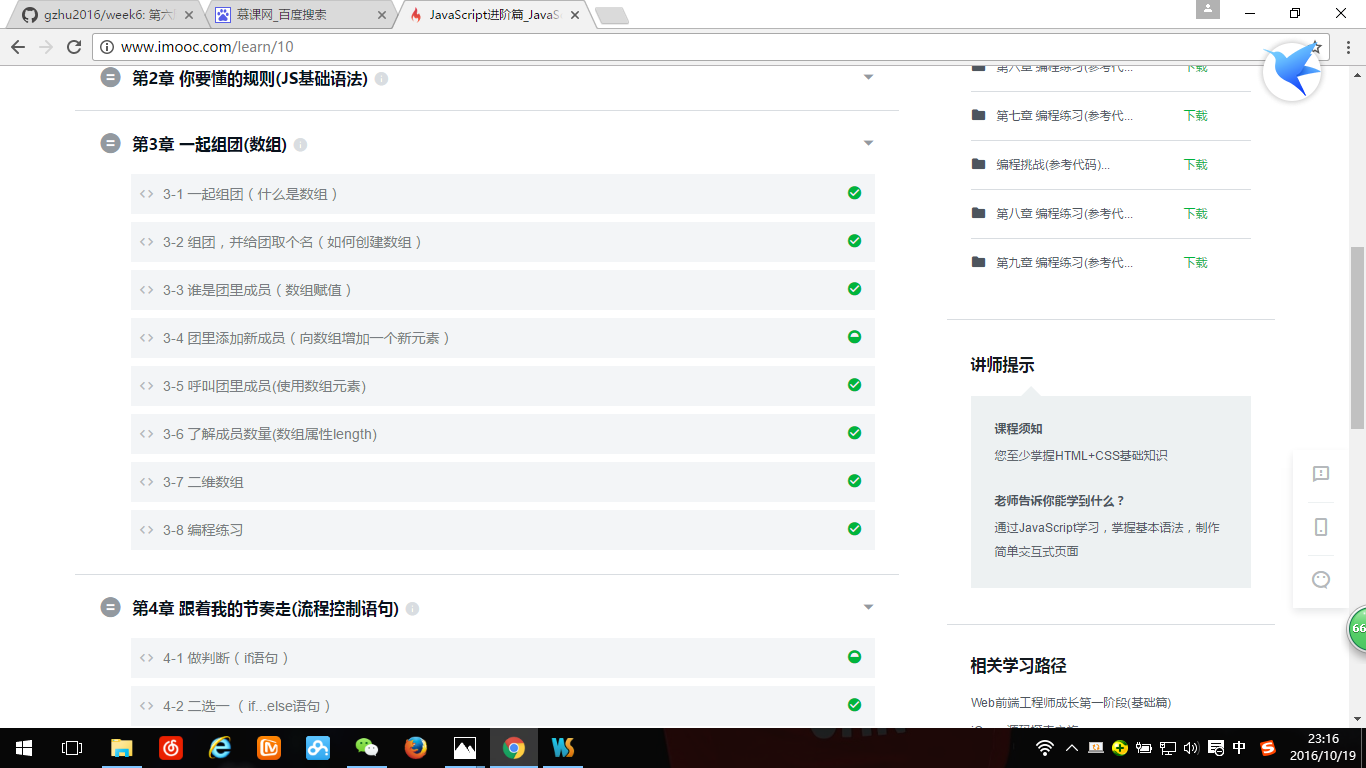 gzhu2016/week6: 第六
慕课网_百度搜索
JavaScript进阶篇_JavaS
www.imooc.com/learn/10
第2章 你要懂的规则(JS基础语法)
第3章 一起组团(数组)
3-1 一起组团（什么是数组）
3-2 组团，并给团取个名（如何创建数组）
3-3 谁是团里成员（数组赋值）
3-4 团里添加新成员（向数组增加一个新元素）
3-5 呼叫团里成员(使用数组元素)
3-6 了解成员数量(数组属性length)
3-7 二维数组
3-8 编程练习
第4章 跟着我的节奏走(流程控制语句)
4-1 做判断（if语句）
4-2 二选一 （if...else语句）
第六章 编程练习(参考代... 下载
第七章 编程练习(参考代... 下载
编程挑战(参考代码)... 下载
第八章 编程练习(参考代... 下载
第九章 编程练习(参考代... 下载
讲师提示
课程须知
您至少掌握HTML+CSS基础知识
老师告诉你能学到什么？
通过JavaScript学习，掌握基本语法，制作
简单交互式页面
相关学习路径
Web前端工程师成长第一阶段(基础篇)
66
中
23:16
2016/10/19